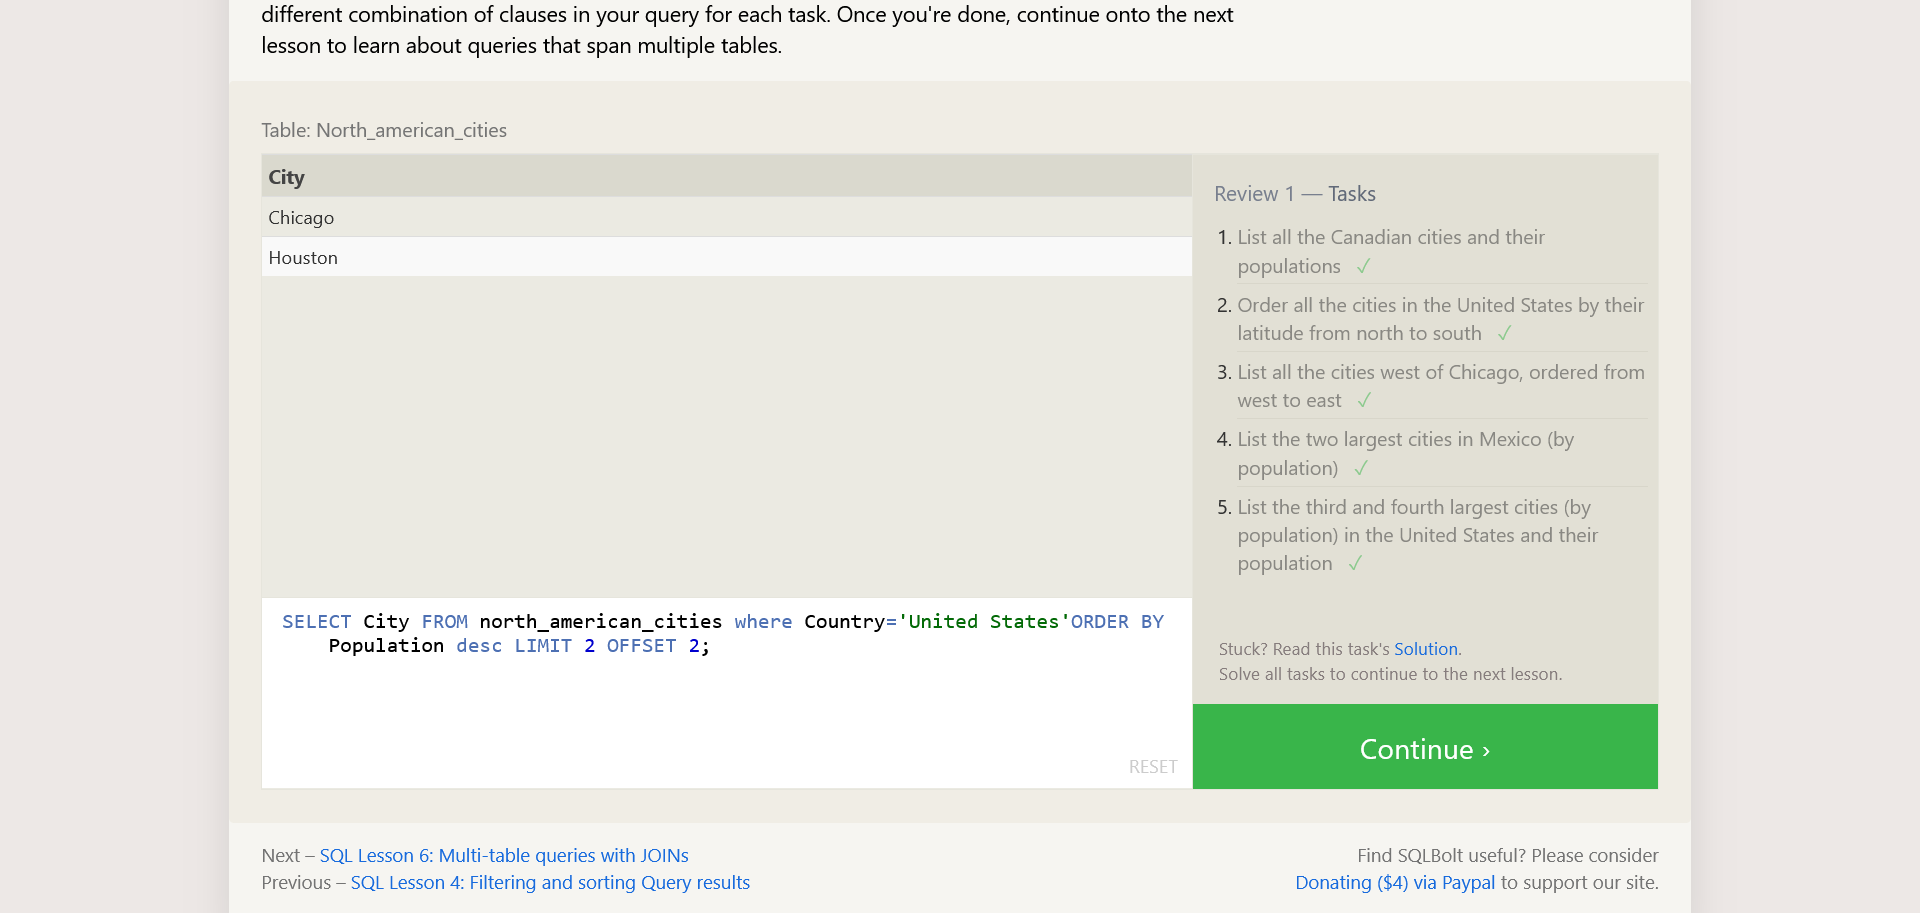 different combination of clauses in your query for each task. Once you're done, continue onto the next
lesson to learn about queries that span multiple tables.
Table: North_american_cities
City
Chicago
Houston
SELECT City FROM north_american_cities where Country='United States'ORDER BY
Population desc LIMIT 2 OFFSET 2;
RESET
Review 1 — Tasks
1. List all the Canadian cities and their
populations ✓
2. Order all the cities in the United States by their
latitude from north to south ✓
3. List all the cities west of Chicago, ordered from
west to east ✓
4. List the two largest cities in Mexico (by
population) ✓
5. List the third and fourth largest cities (by
population) in the United States and their
population ✓
Stuck? Read this task's Solution.
Solve all tasks to continue to the next lesson.
Continue ›
Next – SQL Lesson 6: Multi-table queries with JOINs
Previous – SQL Lesson 4: Filtering and sorting Query results
Find SQLBolt useful? Please consider
Donating ($4) via Paypal to support our site.